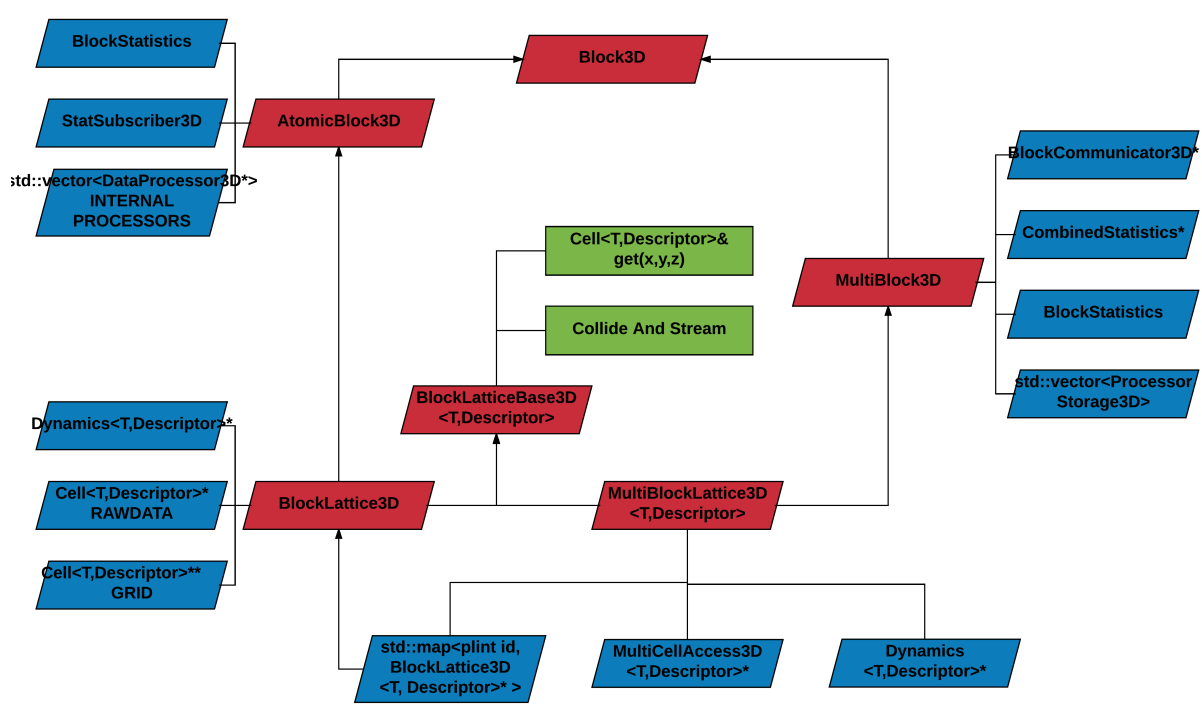 BlockStatistics
Block3D
StatSubscriber3D
AtomicBlock3D
std::vector<DataProcessor3D*>
INTERNAL
PROCESSORS
BlockCommunicator3D*
CombinedStatistics*
Cell<T,Descriptor>&
get(x,y,z)
MultiBlock3D
BlockStatistics
Collide And Stream
std::vector<Processor
Storage3D>
BlockLatticeBase3D
<T,Descriptor>
Dynamics<T,Descriptor>*
Cell<T,Descriptor>*
RAWDATA
BlockLattice3D
MultiBlockLattice3D
<T,Descriptor>
Cell<T,Descriptor>**
GRID
std::map<plint id,
BlockLattice3D
<T, Descriptor>* >
MultiCellAccess3D
<T,Descriptor>*
Dynamics
<T,Descriptor>*